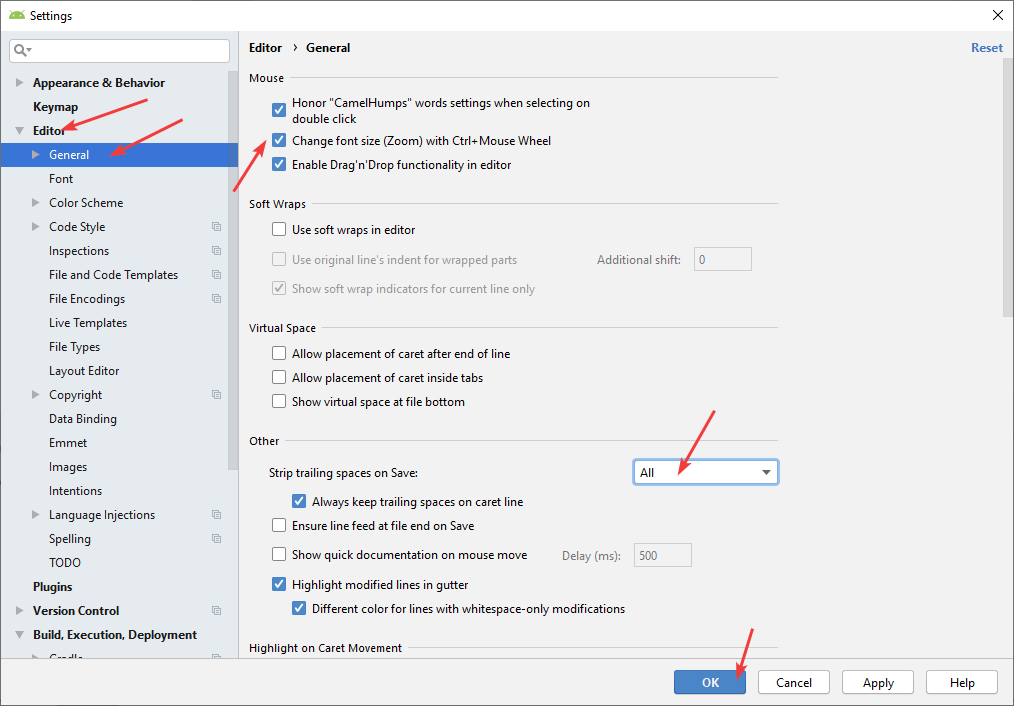 Settings
Appearance & Behavior
Keymap
Editor
General
Font
Color Scheme
Code Style
Inspections
File and Code Templates
File Encodings
Live Templates
File Types
Layout Editor
Copyright
Data Binding
Emmet
Images
Intentions
Language Injections
Spelling
TODO
Plugins
Version Control
Build, Execution, Deployment
Gradle
Editor › General
Reset
Mouse
Honor "CamelHumps" words settings when selecting on
double click
Change font size (Zoom) with Ctrl+Mouse Wheel
Enable Drag'n'Drop functionality in editor
Soft Wraps
Use soft wraps in editor
Use original line's indent for wrapped parts Additional shift: 0
Show soft wrap indicators for current line only
Virtual Space
Allow placement of caret after end of line
Allow placement of caret inside tabs
Show virtual space at file bottom
Other
Strip trailing spaces on Save: All
Always keep trailing spaces on caret line
Ensure line feed at file end on Save
Show quick documentation on mouse move Delay (ms): 500
Highlight modified lines in gutter
Different color for lines with whitespace-only modifications
Highlight on Caret Movement
OK Cancel Apply Help